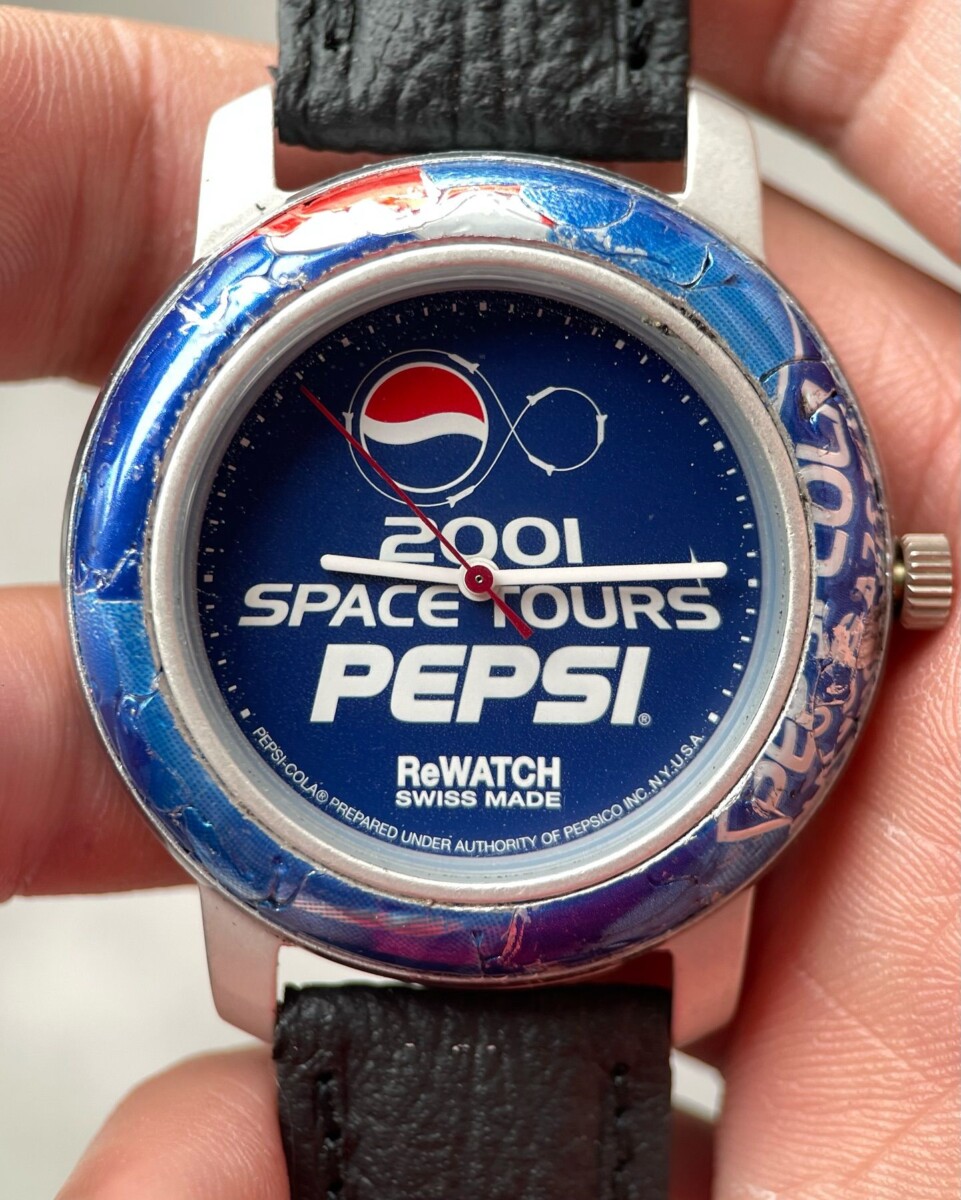 2001
SPACE TOURS
PEPSI®
ReWATCH
SWISS MADE
PEPSI-COLA® PREPARED UNDER AUTHORITY OF PEPSICO INC., N.Y. U.S.A.